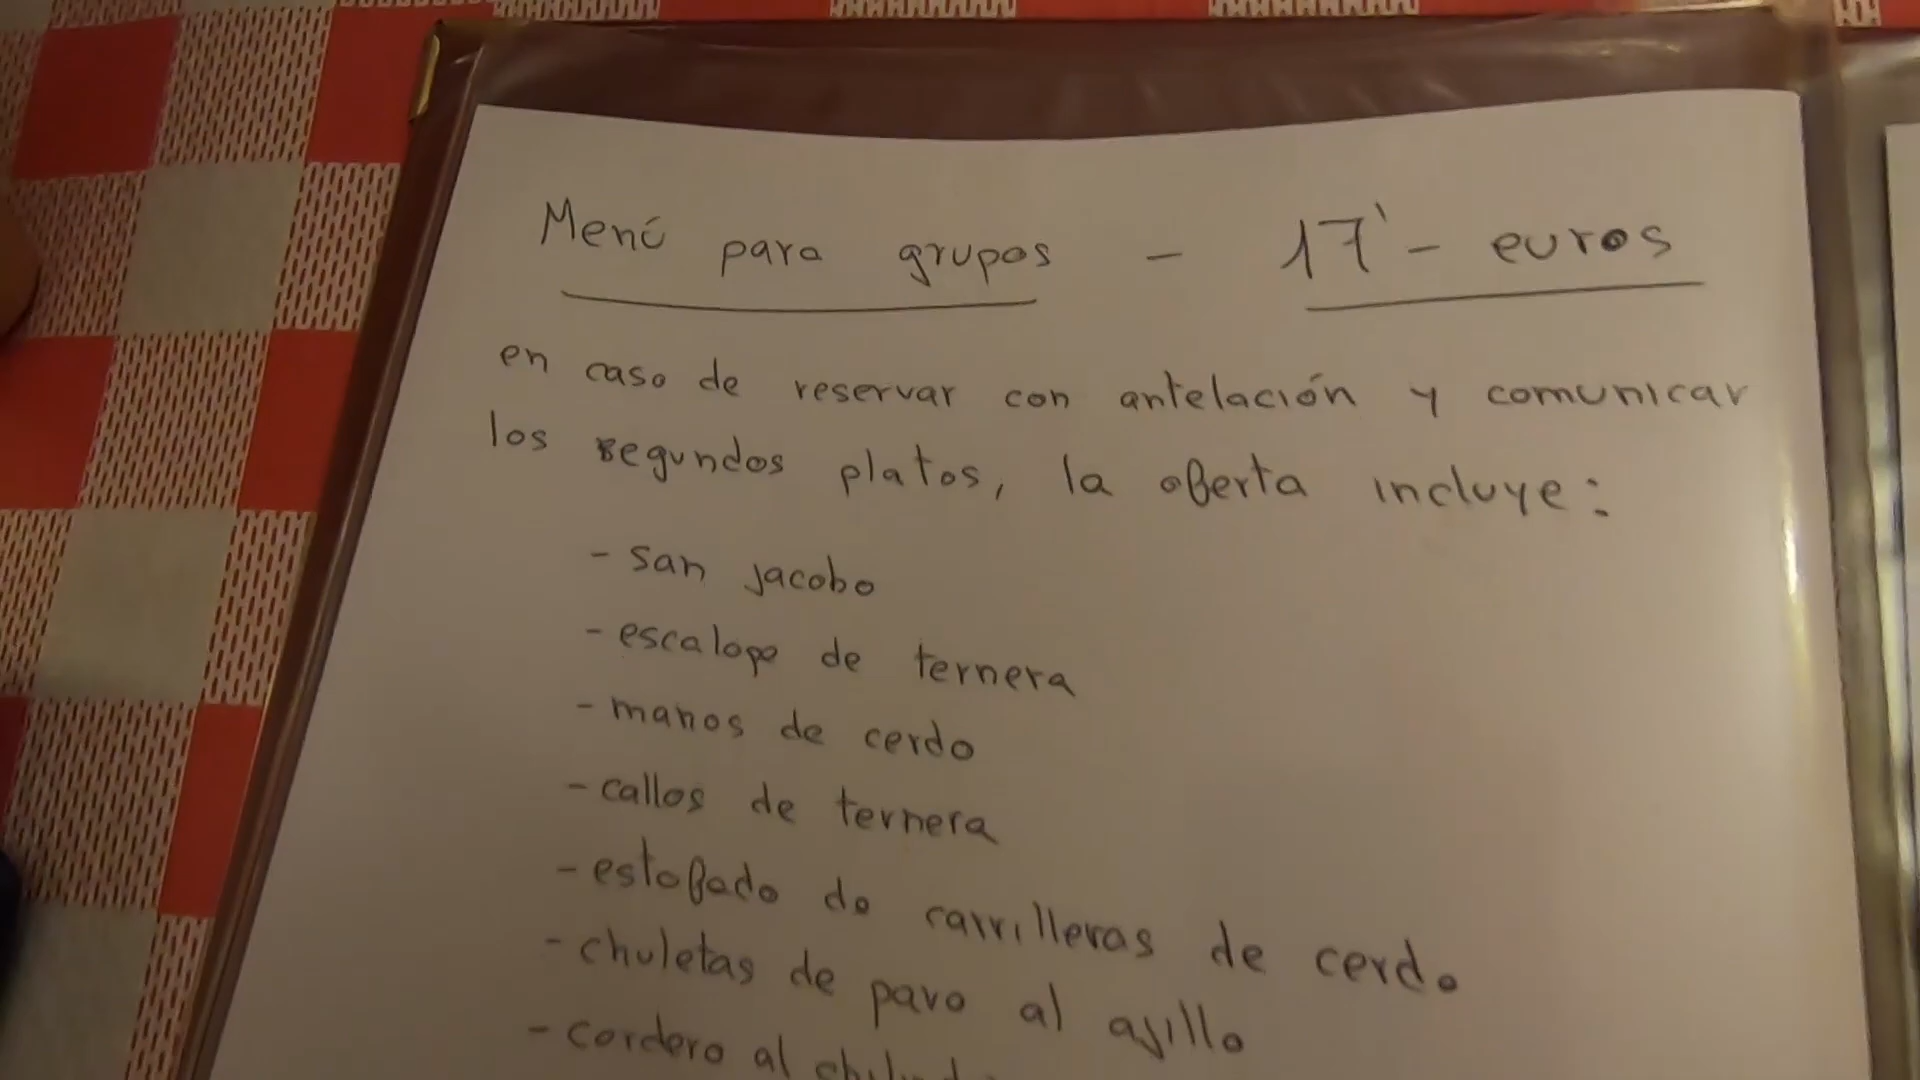 Menú para grupos - 17'- euros
en caso de reservar con antelación y comunicar
los segundos platos, la oferta incluye:
- san jacobo
- escalope de ternera
- manos de cerdo
- callos de ternera
- estofado de carrilleras de cerdo
- chuletas de pavo al ajillo
- cordero al